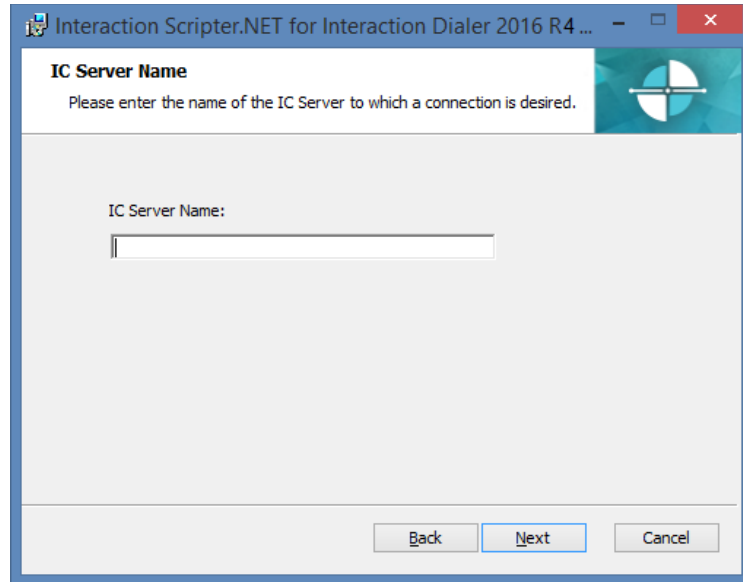 Interaction Scripter.NET for Interaction Dialer 2016 R4 ...
IC Server Name
Please enter the name of the IC Server to which a connection is desired.
IC Server Name:
Back Next Cancel